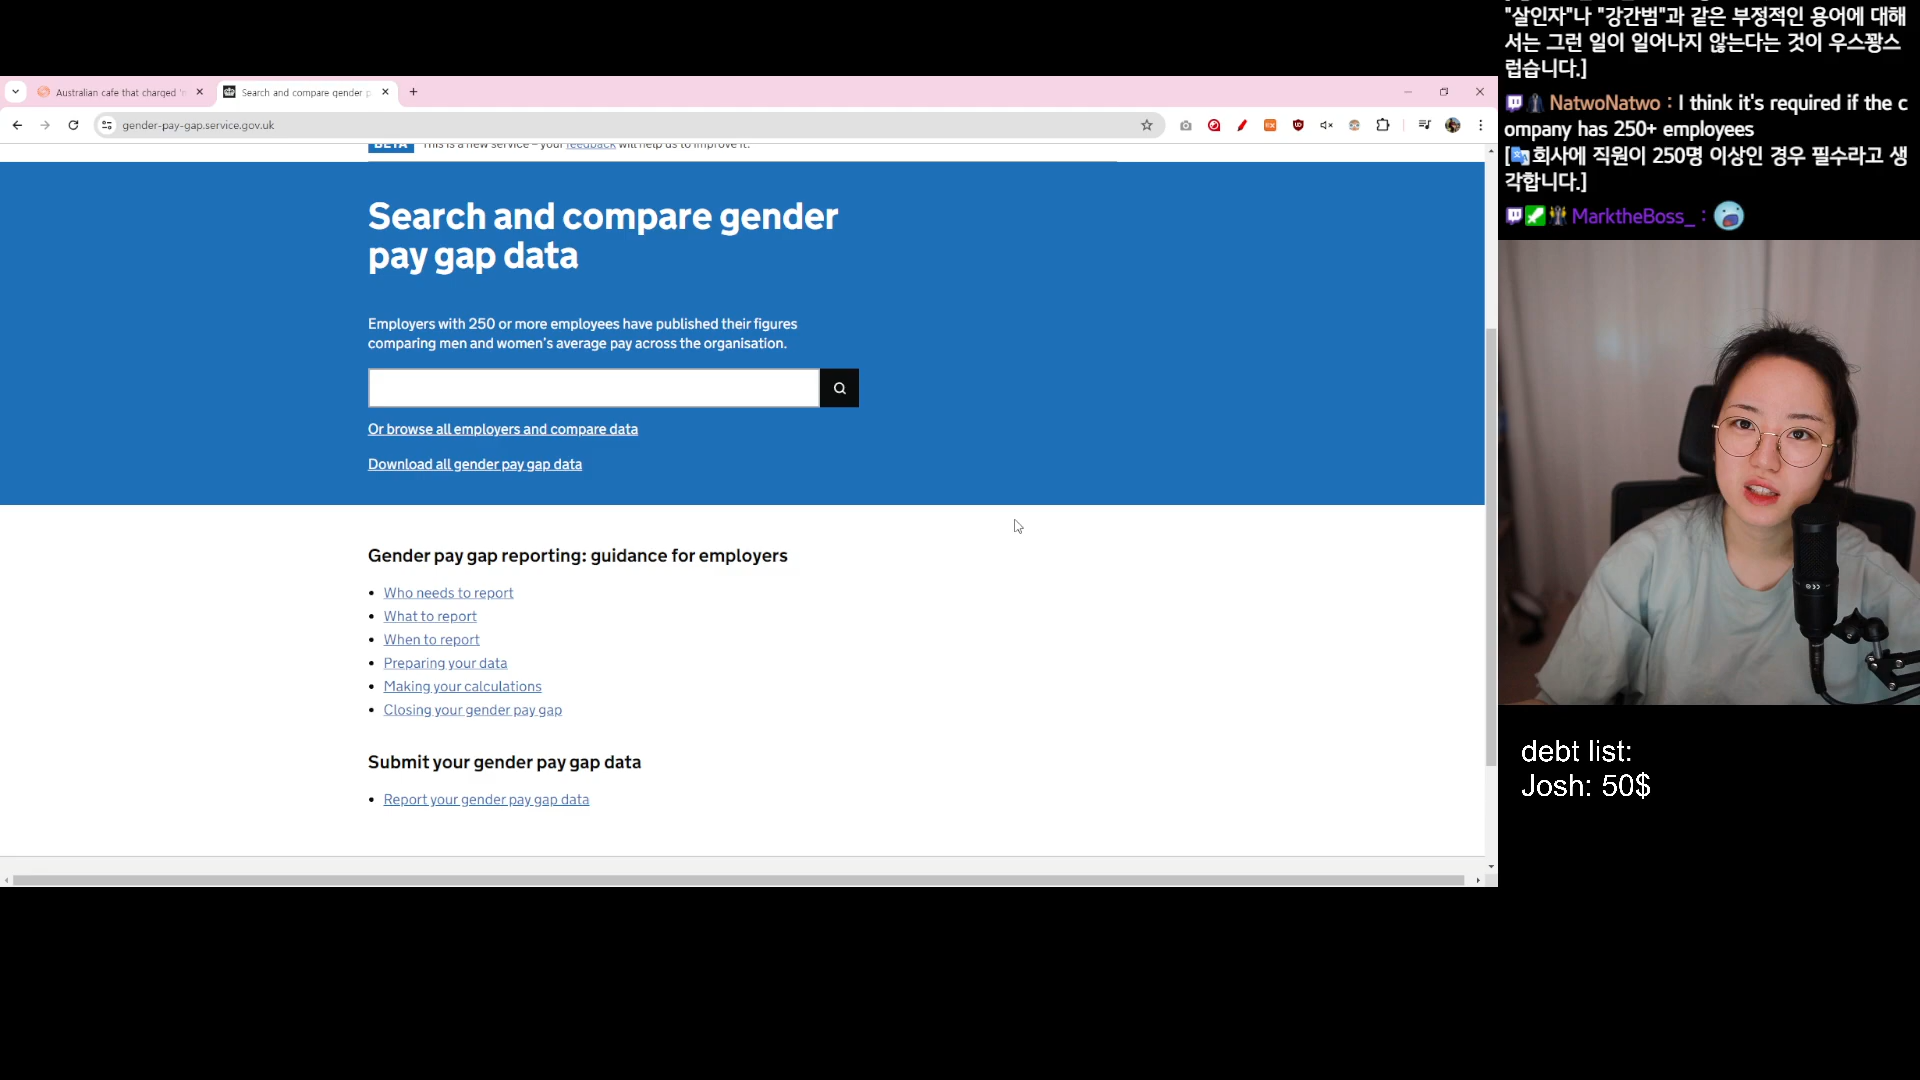 Australian cafe that charged 'm
Search and compare gender p
gender-pay-gap.service.gov.uk
BETA This is a new service – your feedback will help us to improve it.
Search and compare gender
pay gap data
Employers with 250 or more employees have published their figures
comparing men and women's average pay across the organisation.
Or browse all employers and compare data
Download all gender pay gap data
Gender pay gap reporting: guidance for employers
Who needs to report
What to report
When to report
Preparing your data
Making your calculations
Closing your gender pay gap
Submit your gender pay gap data
Report your gender pay gap data
"살인자"나 "강간범"과 같은 부정적인 용어에 대해
서는 그런 일이 일어나지 않는다는 것이 우스꽝스
럽습니다.]
NatwoNatwo : I think it's required if the c
ompany has 250+ employees
[회사에 직원이 250명 이상인 경우 필수라고 생
각합니다.]
MarktheBoss_ :
debt list:
Josh: 50$